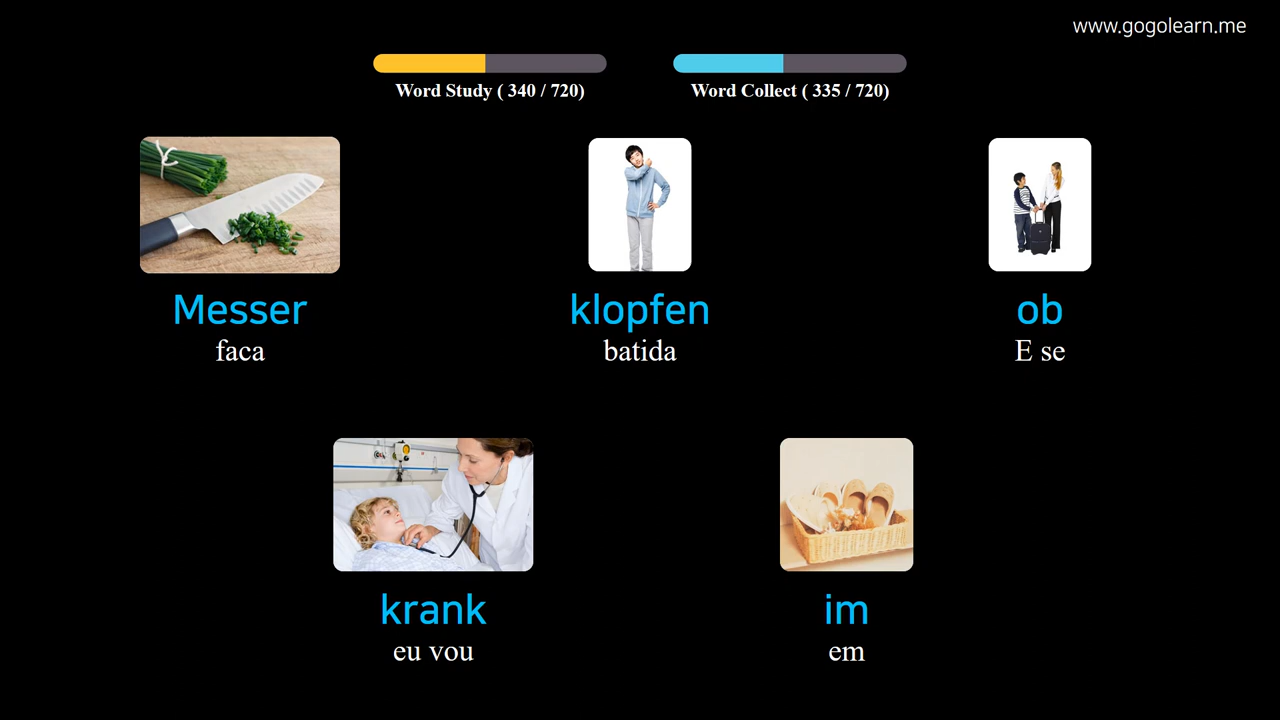 www.gogolearn.me
Word Study ( 340 / 720)
Word Collect ( 335 / 720)
Messer
faca
klopfen
batida
ob
E se
krank
eu vou
im
em